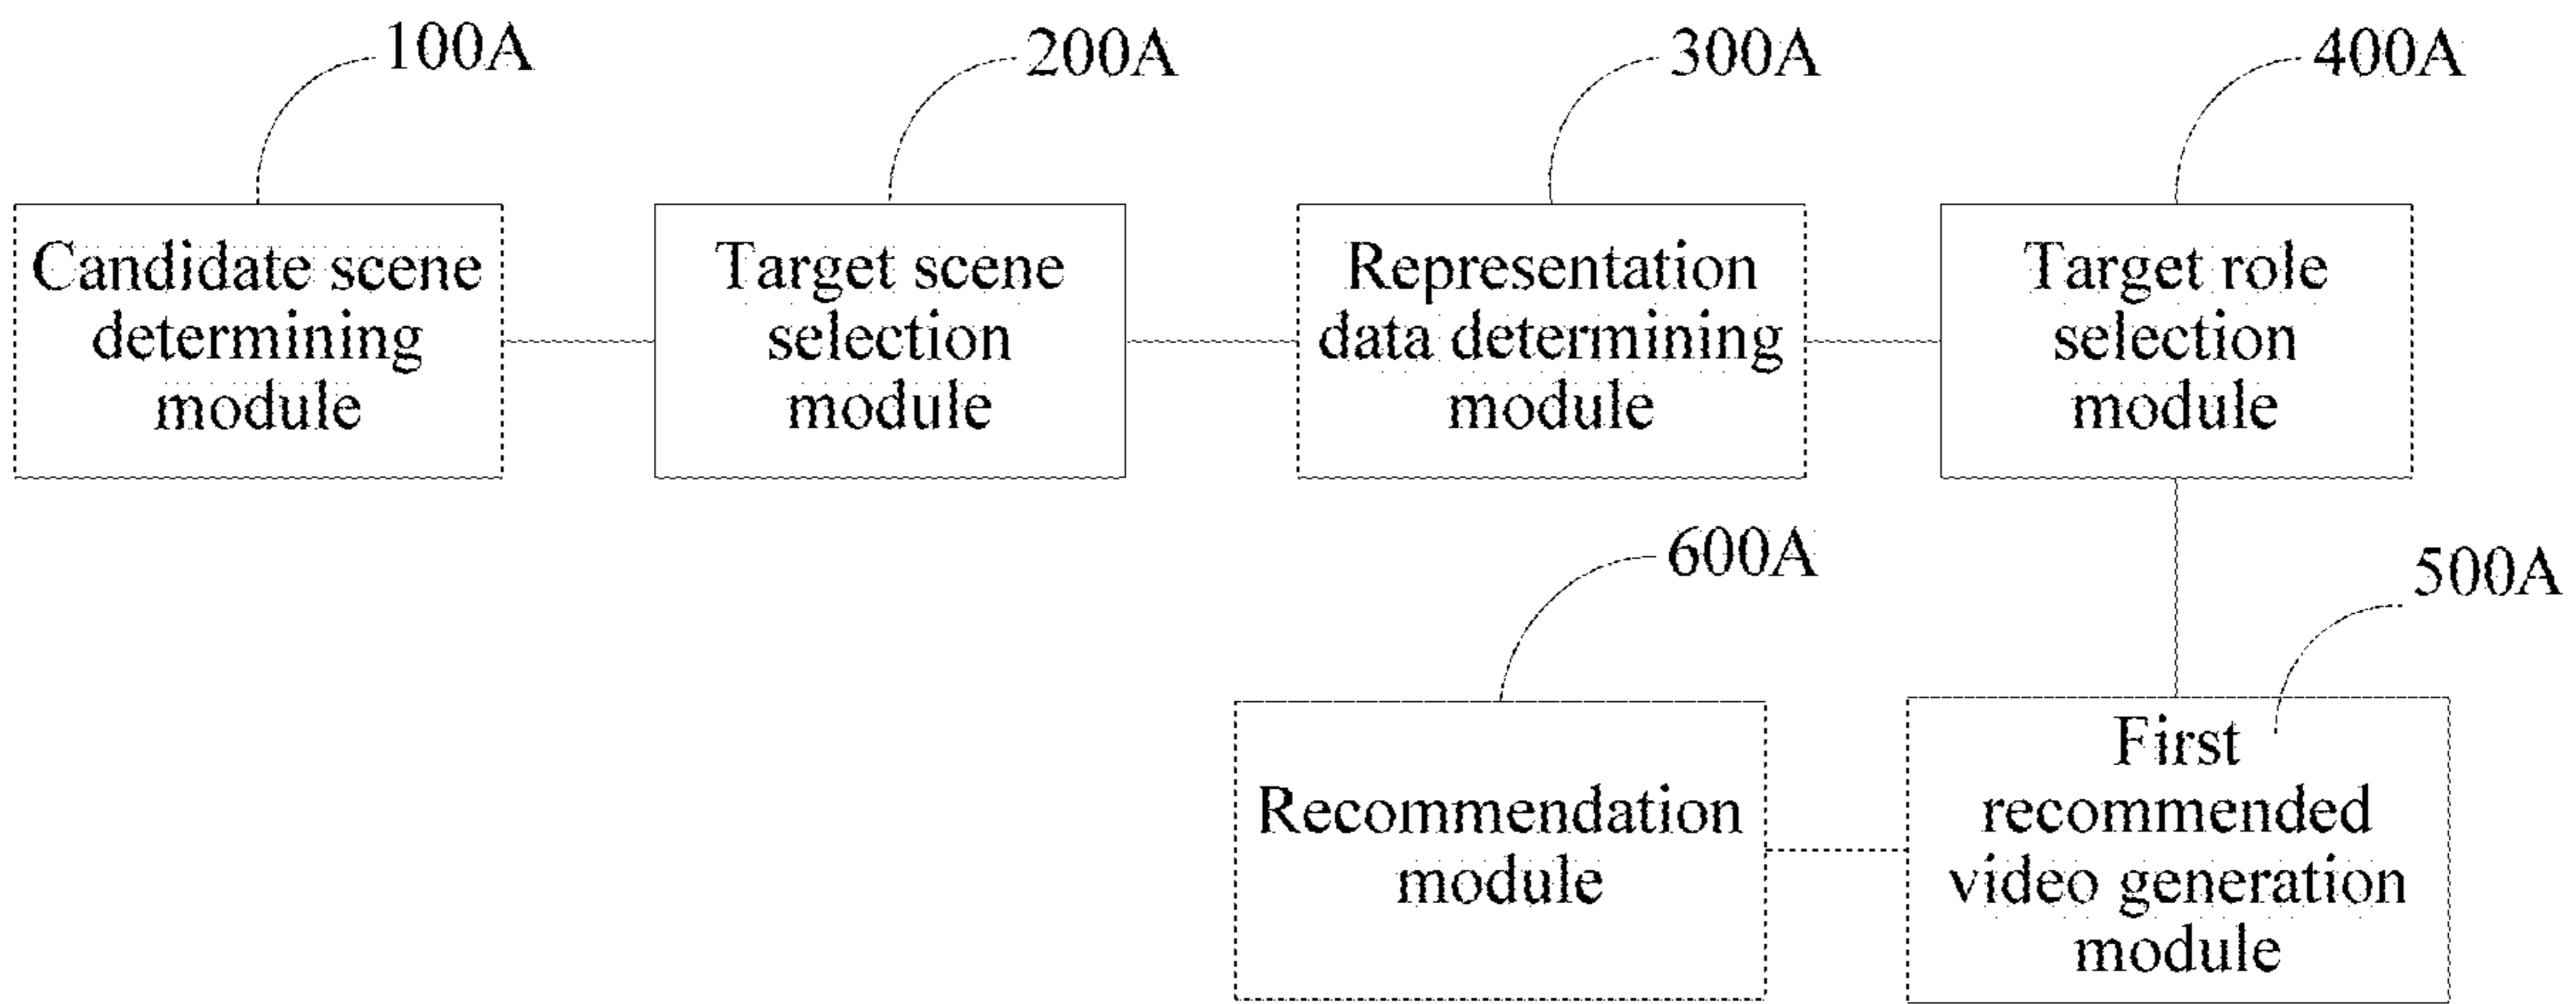 100A
200A
300A
400A
Candidate scene
determining
module
Target scene
selection
module
Representation
data determining
module
Target role
selection
module
600A
500A
Recommendation
module
First
recommended
video generation
module